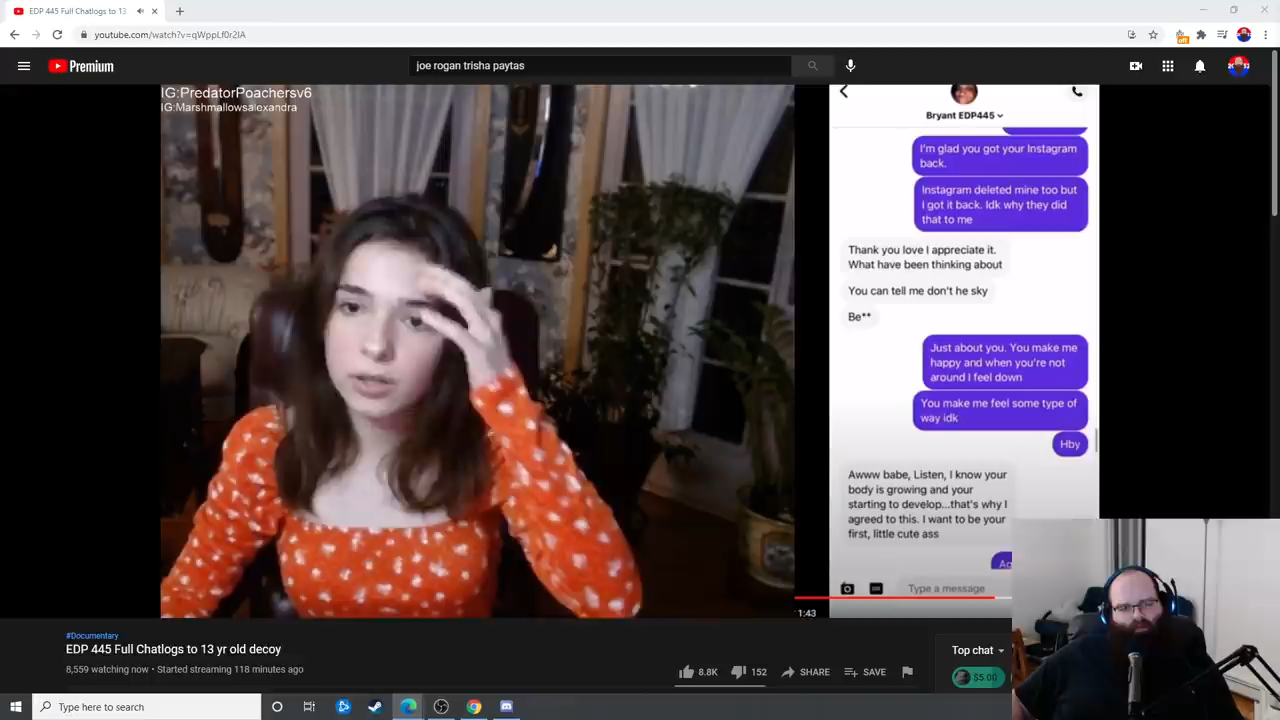 EDP 445 Full Chatlogs to 13
youtube.com/watch?v=qWppLf0r2IA
off
Premium
joe rogan trisha paytas
IG:PredatorPoachersv6
IG:Marshmallowsalexandra
Bryant EDP445
I'm glad you got your Instagram
back.
Instagram deleted mine too but
I got it back. Idk why they did
that to me
Thank you love I appreciate it.
What have been thinking about
You can tell me don't he sky
Be**
Just about you. You make me
happy and when you're not
around I feel down
You make me feel some type of
way idk
Hby
Awww babe, Listen, I know your
body is growing and your
starting to develop...that's why I
agreed to this. I want to be your
first, little cute ass
Type a message
1:43
#Documentary
EDP 445 Full Chatlogs to 13 yr old decoy
8,559 watching now • Started streaming 118 minutes ago
8.8K
152
SHARE
SAVE
Top chat
$5.00
Type here to search